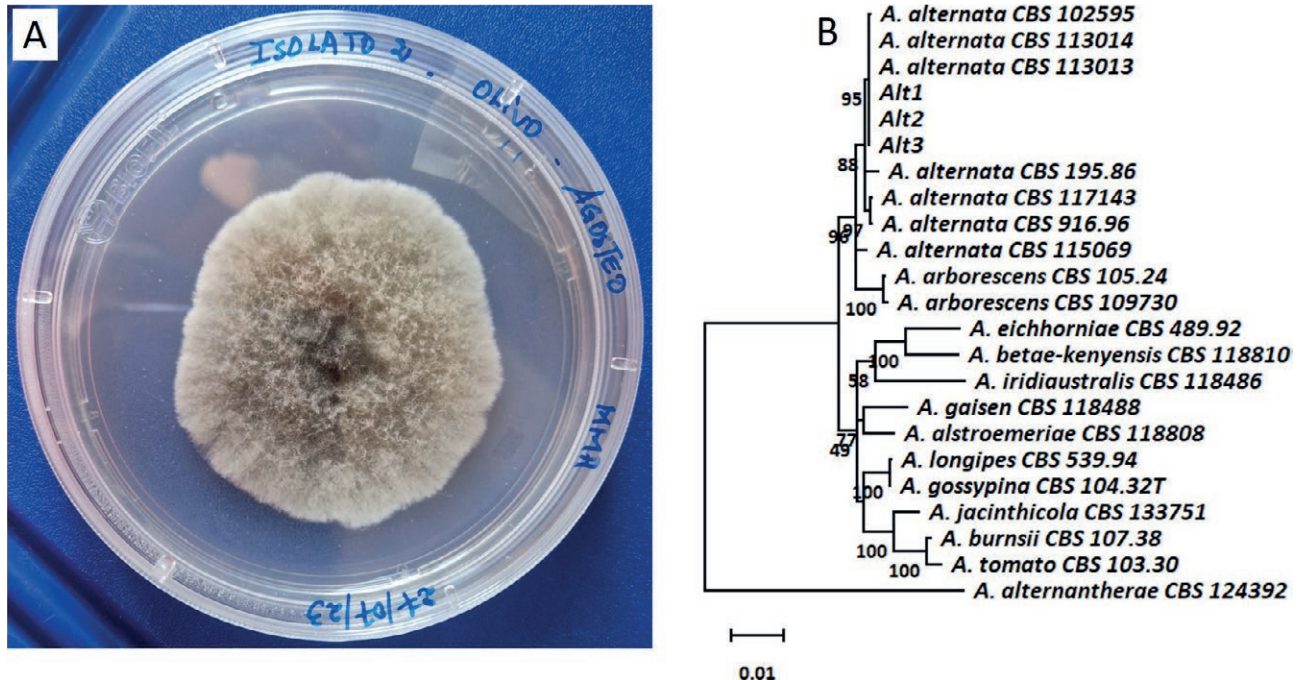 A
ISOLATO
OLIVO - AGOSTEO
27/07/23
B
A. alternata CBS 102595
A. alternata CBS 113014
A. alternata CBS 113013
95
Alt1
Alt2
Alt3
88
A. alternata CBS 195.86
A. alternata CBS 117143
A. alternata CBS 916.96
97
96
A. alternata CBS 115069
A. arborescens CBS 105.24
100
A. arborescens CBS 109730
A. eichhorniae CBS 489.92
100
A. betae-kenyensis CBS 118810
58
A. iridiaustralis CBS 118486
A. gaisen CBS 118488
77
49
A. alstroemeriae CBS 118808
A. longipes CBS 539.94
100
A. gossypina CBS 104.32T
A. jacinthicola CBS 133751
100
A. burnsii CBS 107.38
100
A. tomato CBS 103.30
A. alternantherae CBS 124392
0.01